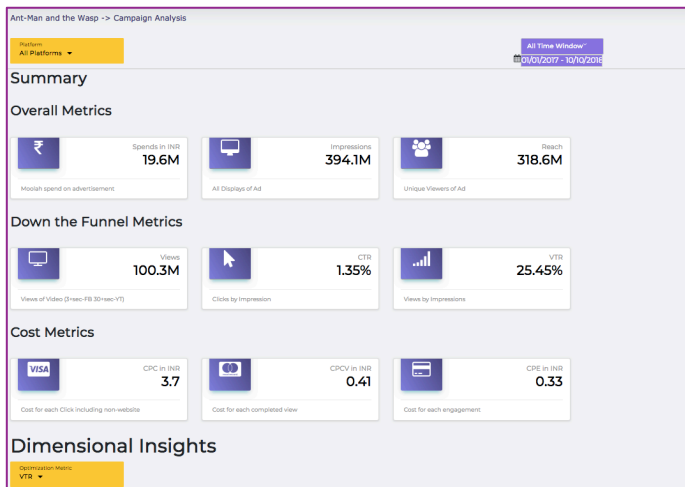 Ant-Man and the Wasp -> Campaign Analysis
Platform
All Platforms
All Time Window
01/01/2017 - 10/10/2018
Summary
Overall Metrics
Spends in INR
19.6M
Moolah spend on advertisement
Impressions
394.1M
All Displays of Ad
Reach
318.6M
Unique Viewers of Ad
Down the Funnel Metrics
Views
100.3M
Views of Video (3+sec-FB 30+sec-YT)
CTR
1.35%
Clicks by Impression
VTR
25.45%
Views by Impressions
Cost Metrics
VISA
CPC in INR
3.7
Cost for each Click including non-website
CPCV in INR
0.41
Cost for each completed view
CPE in INR
0.33
Cost for each engagement
Dimensional Insights
Optimization Metric
VTR